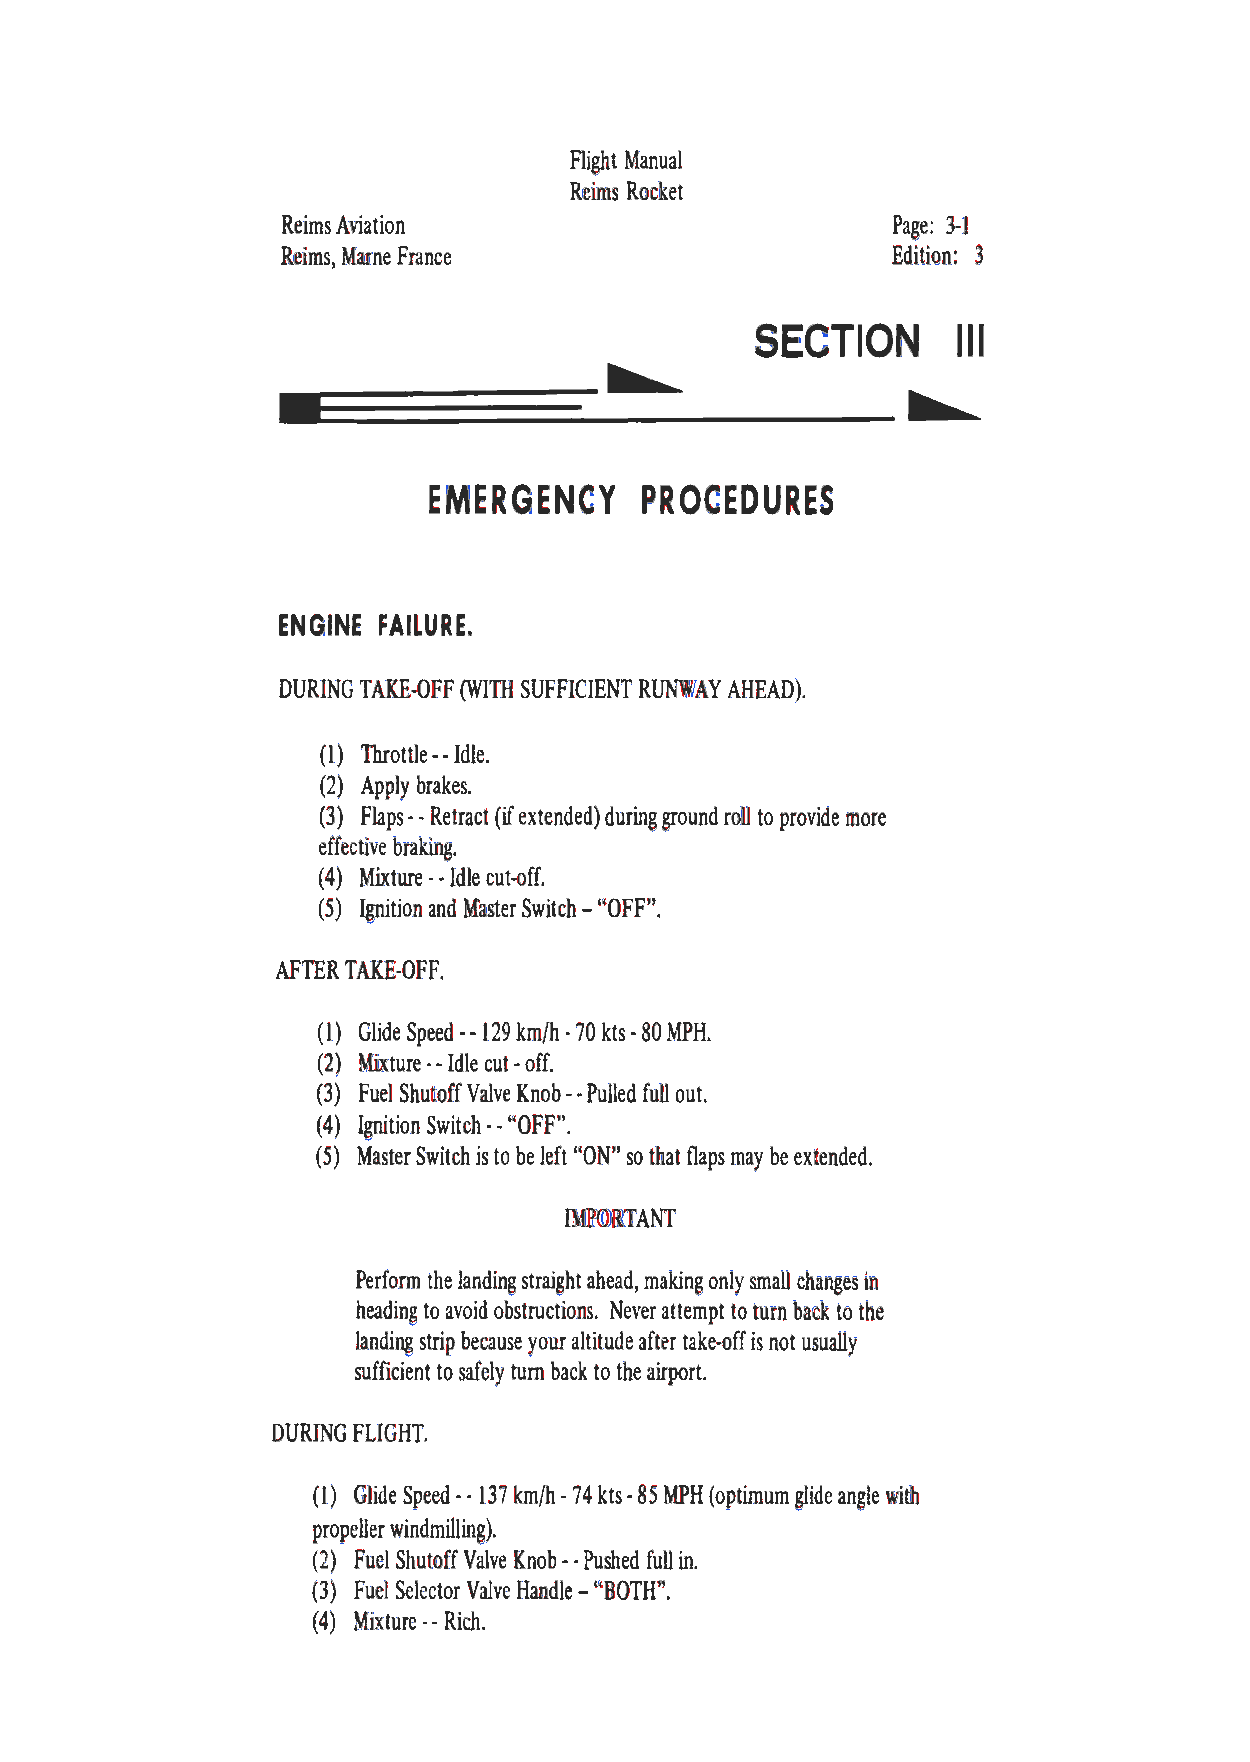 Flight Manual
Reims Rocket
Reims Aviation Page: 3-1
Reims, Marne France Edition: 3
SECTION III
EMERGENCY PROCEDURES
ENGINE FAILURE.
DURING TAKE-OFF (WITH SUFFICIENT RUNWAY AHEAD).
(1) Throttle - - Idle.
(2) Apply brakes.
(3) Flaps - - Retract (if extended) during ground roll to provide more
effective braking.
(4) Mixture - - Idle cut-off.
(5) Ignition and Master Switch – “OFF”.
AFTER TAKE-OFF.
(1) Glide Speed - - 129 km/h - 70 kts - 80 MPH.
(2) Mixture - - Idle cut - off.
(3) Fuel Shutoff Valve Knob - - Pulled full out.
(4) Ignition Switch - - “OFF”.
(5) Master Switch is to be left “ON” so that flaps may be extended.
IMPORTANT
Perform the landing straight ahead, making only small changes in
heading to avoid obstructions. Never attempt to turn back to the
landing strip because your altitude after take-off is not usually
sufficient to safely turn back to the airport.
DURING FLIGHT.
(1) Glide Speed - - 137 km/h - 74 kts - 85 MPH (optimum glide angle with
propeller windmilling).
(2) Fuel Shutoff Valve Knob - - Pushed full in.
(3) Fuel Selector Valve Handle – “BOTH”.
(4) Mixture - - Rich.